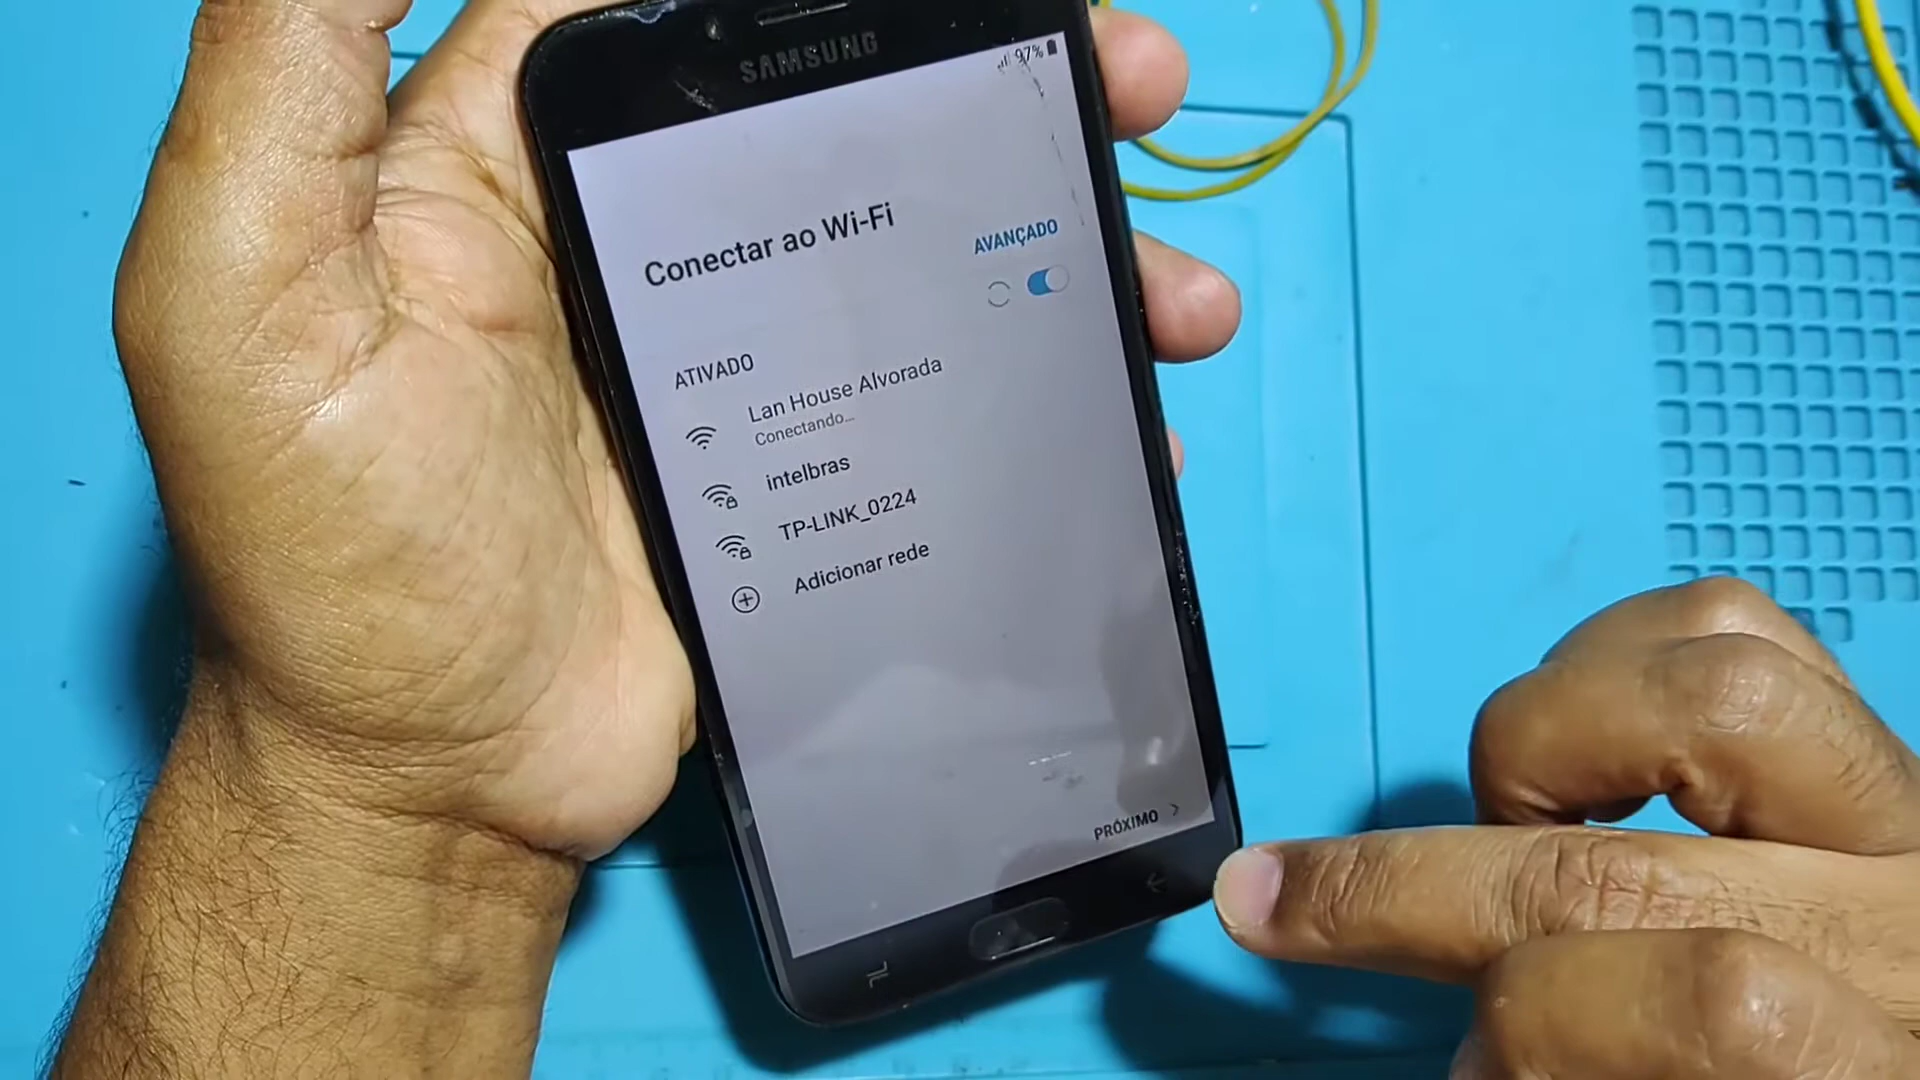 SAMSUNG
97%
Conectar ao Wi-Fi
AVANÇADO
ATIVADO
Lan House Alvorada
Conectando...
intelbras
TP-LINK_0224
Adicionar rede
PRÓXIMO